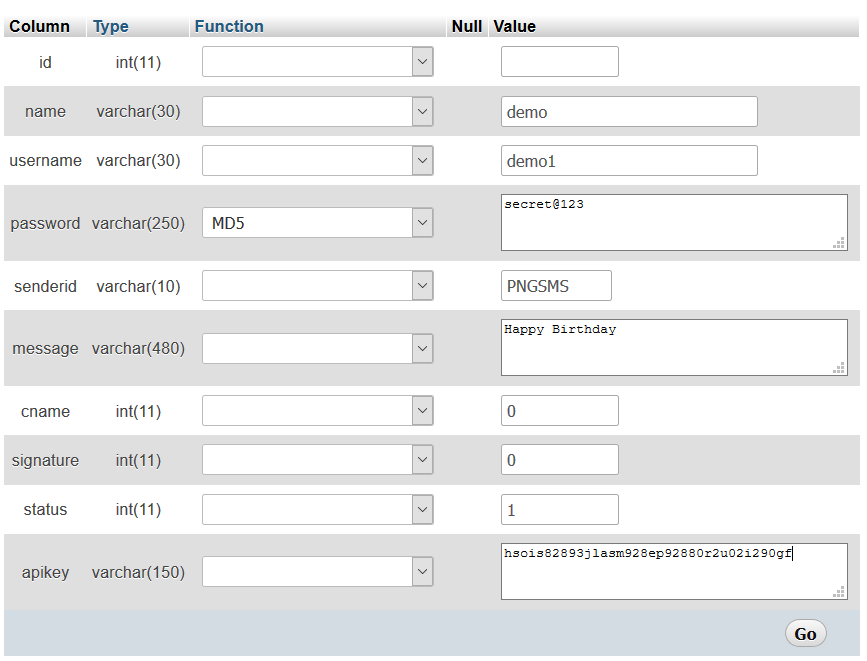 Column Type Function Null Value
id int(11)
name varchar(30) demo
username varchar(30) demo1
password varchar(250) MD5 secret@123
senderid varchar(10) PNGSMS
message varchar(480) Happy Birthday
cname int(11) 0
signature int(11) 0
status int(11) 1
apikey varchar(150) hsois82893jlasm928ep92880r2u02i290gf
Go